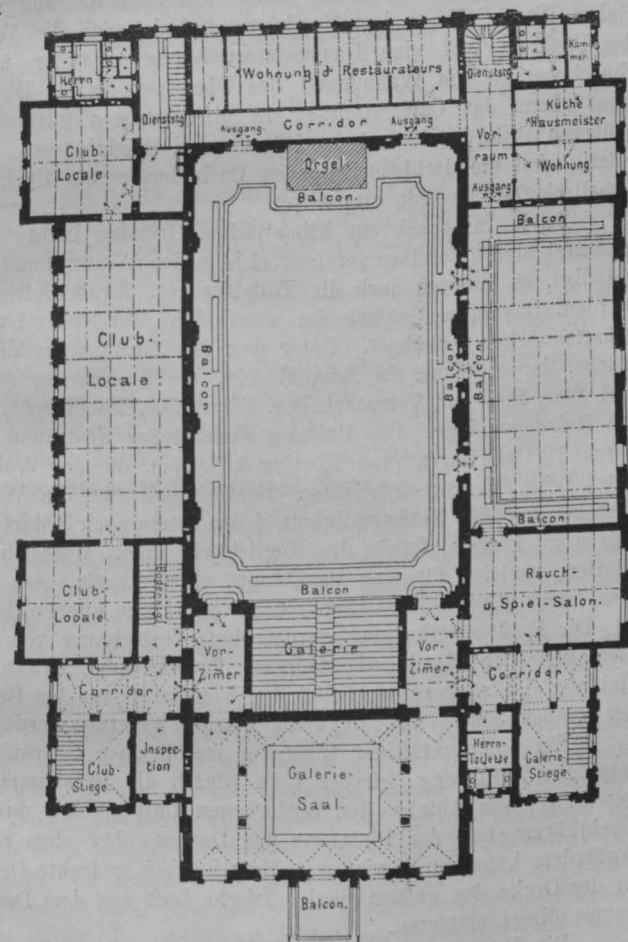 Herrn
Dienststg
Wohnung d. Restaurateurs
Dienststg
Kammer.
Club
Locale
Ausgang
Corridor
Ausgang
Vorraum
Küche
Hausmeister
Wohnung
Ausgang
Orgel.
Balcon.
Balcon
Club-
Locale
Balcon
Balcon
Balcon
Balcon
Balcon
Club-
Locale
Galerie
Vor-
Zimer
Vor-
Zimer
Rauch-
u. Spiel-Salon.
Corridor
Corridor
Club-
Stiege
Inspec-
tion
Galerie-
Saal.
Herrn-
Toilette
Galerie-
Stiege
Balcon.